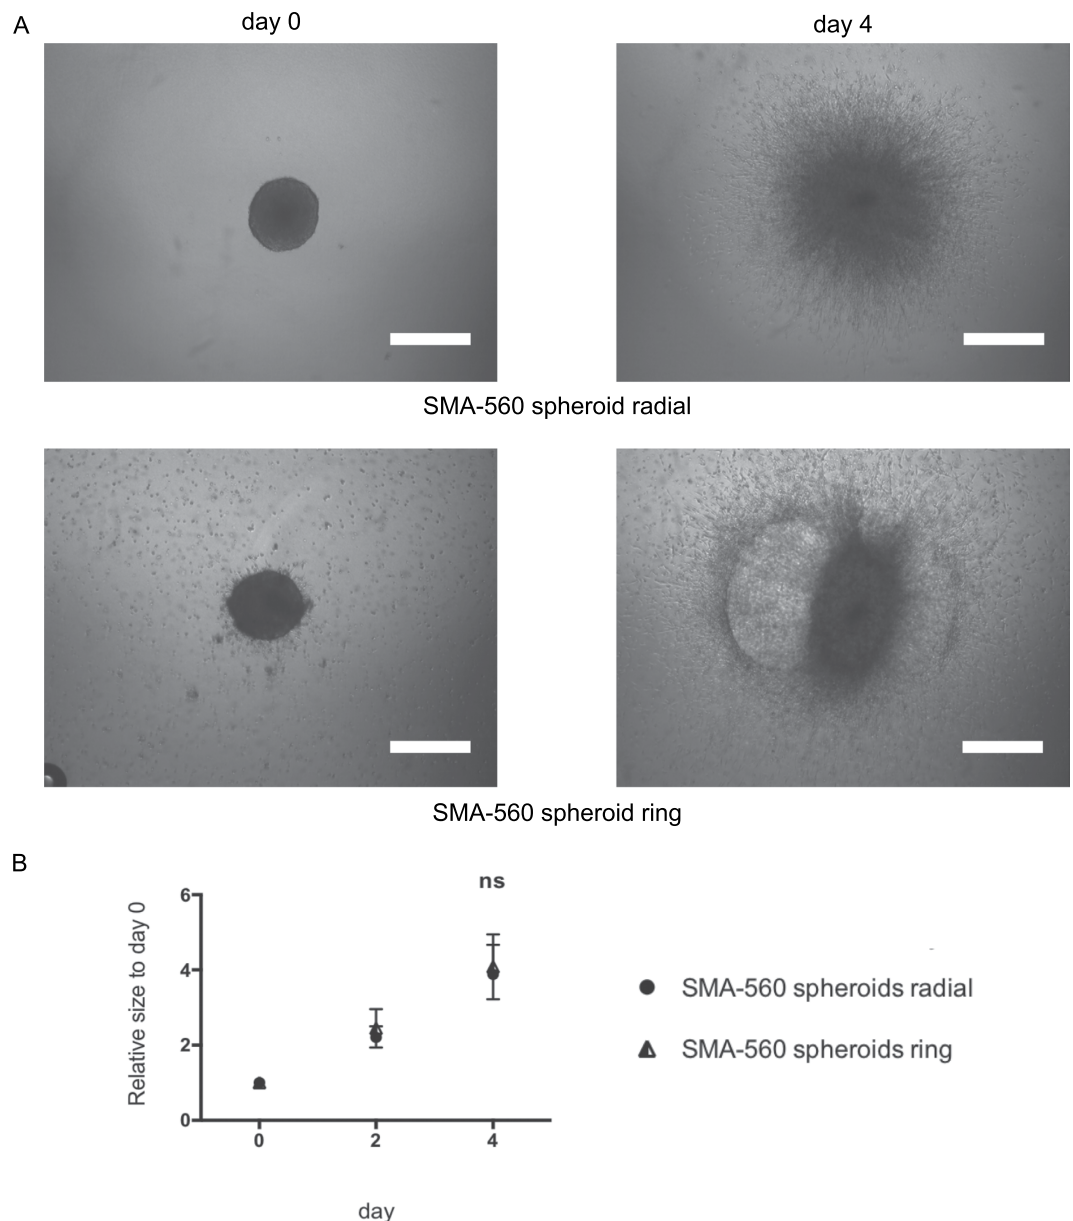 A
day 0
day 4
SMA-560 spheroid radial
SMA-560 spheroid ring
B
ns
Relative size to day 0
6
4
2
0
0 2 4
day
SMA-560 spheroids radial
SMA-560 spheroids ring